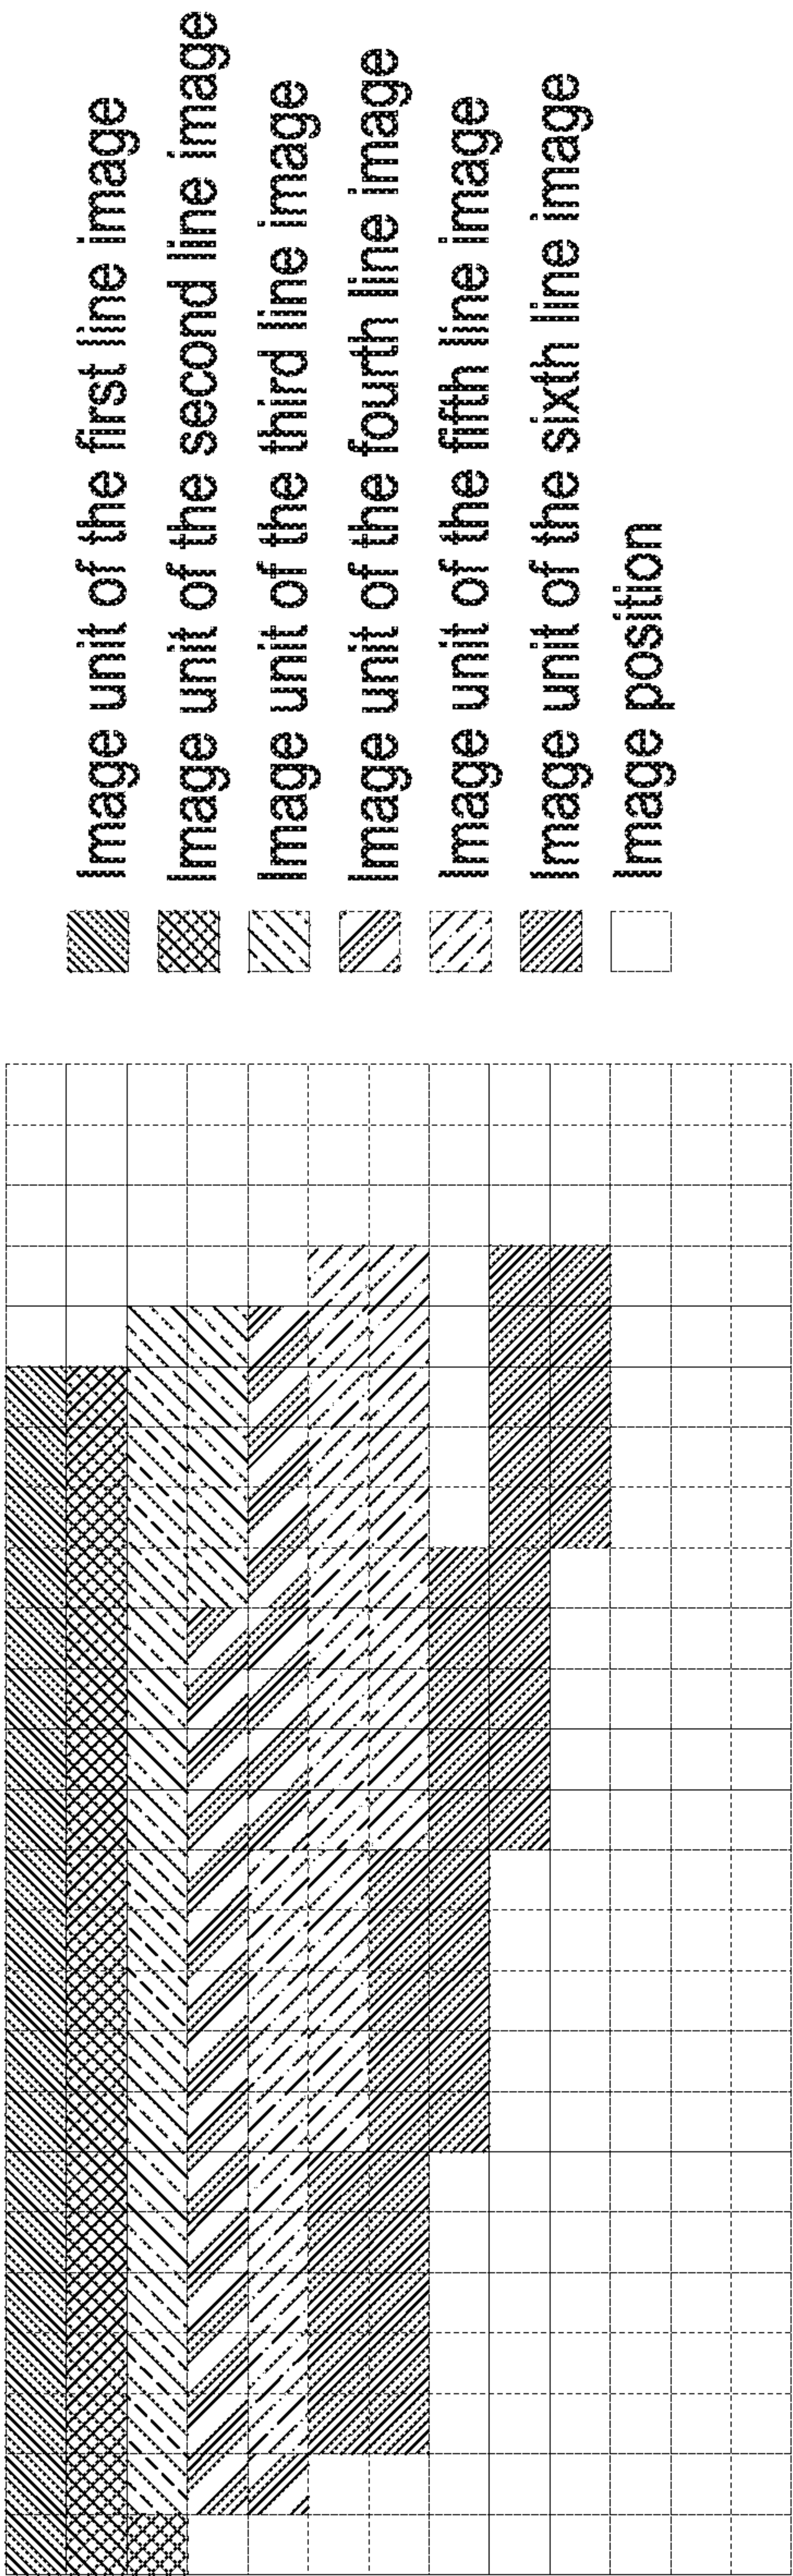 Image unit of the first line image
Image unit of the second line image
Image unit of the third line image
Image unit of the fourth line image
Image unit of the fifth line image
Image unit of the sixth line image
Image position